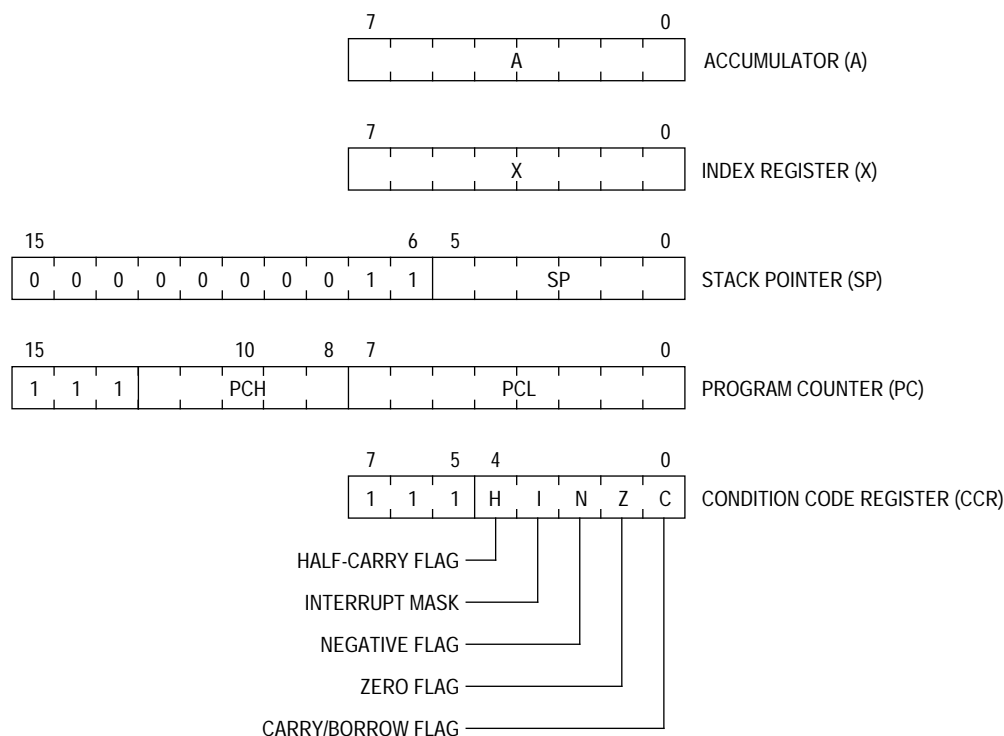 7 0
A ACCUMULATOR (A)
7 0
X INDEX REGISTER (X)
15 6 5 0
0 0 0 0 0 0 0 0 1 1 SP STACK POINTER (SP)
15 10 8 7 0
1 1 1 PCH PCL PROGRAM COUNTER (PC)
7 5 4 0
1 1 1 H I N Z C CONDITION CODE REGISTER (CCR)
HALF-CARRY FLAG
INTERRUPT MASK
NEGATIVE FLAG
ZERO FLAG
CARRY/BORROW FLAG